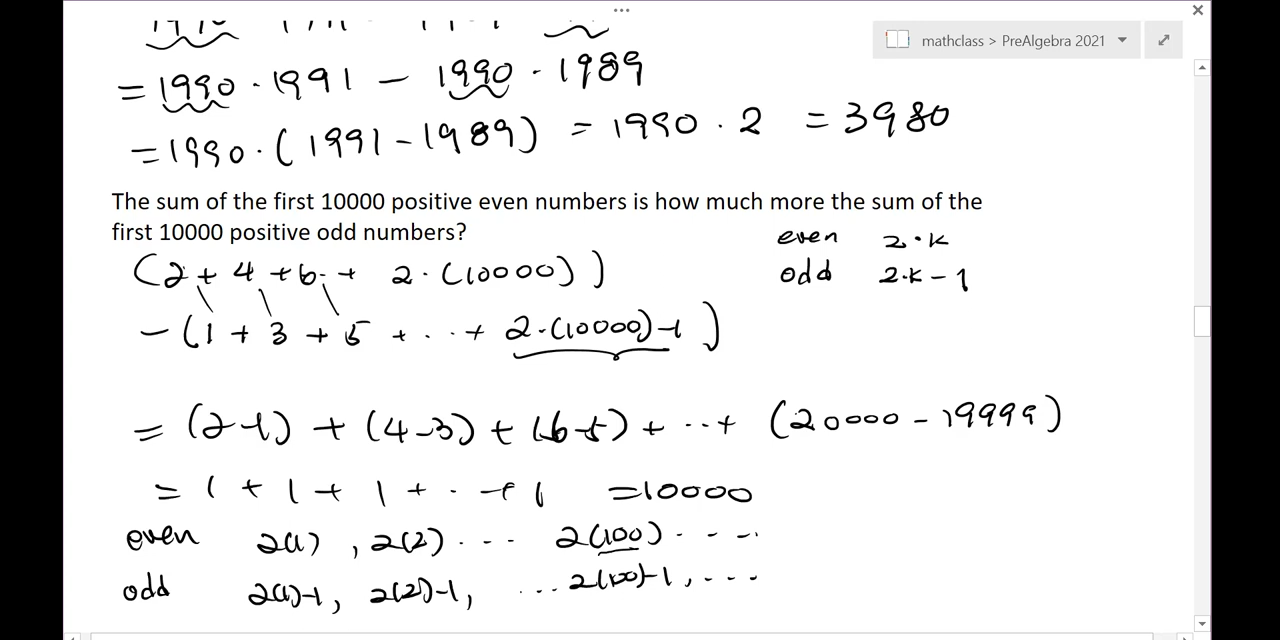 mathclass > PreAlgebra 2021
= 1990 · 1991 - 1990 · 1989
= 1990 · (1991 - 1989) = 1990 · 2 = 3980
The sum of the first 10000 positive even numbers is how much more the sum of the
first 10000 positive odd numbers?
even 2·k
odd 2·k-1
(2 + 4 + 6 + 2·(10000))
-(1 + 3 + 5 + ... + 2·(10000)-1)
= (2-1) + (4-3) + (6-5) + ... + (20000 - 19999)
= 1 + 1 + 1 + ... + 1 = 10000
even 2(1), 2(2) ... 2(100) ....
odd 2(1)-1, 2(2)-1, ... 2(100)-1, ....